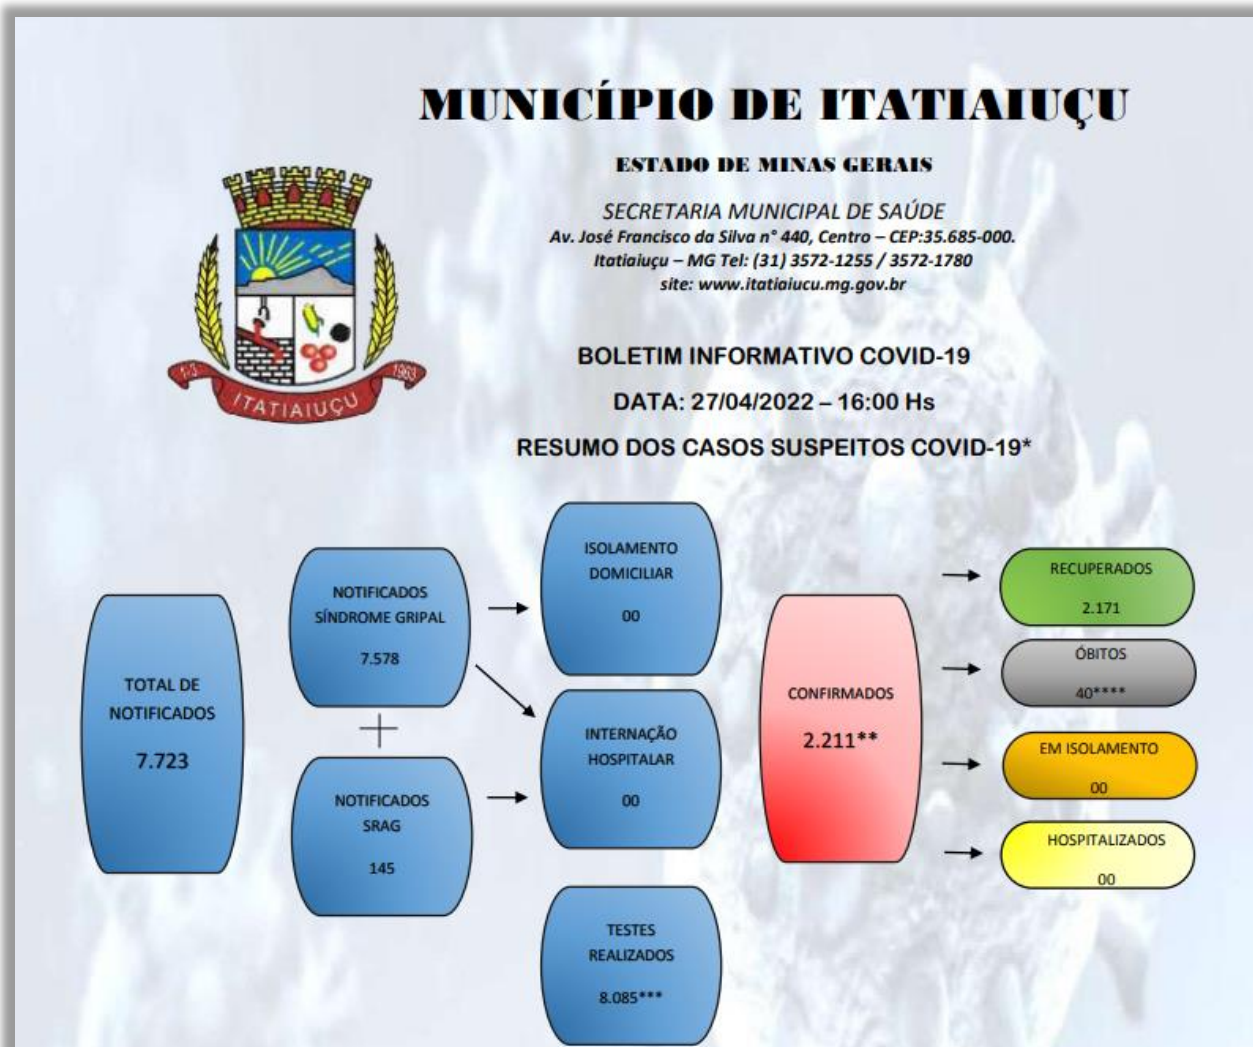 MUNICÍPIO DE ITATIAIUÇU
ESTADO DE MINAS GERAIS
SECRETARIA MUNICIPAL DE SAÚDE
Av. José Francisco da Silva n° 440, Centro – CEP:35.685-000.
Itatiaiuçu – MG Tel: (31) 3572-1255 / 3572-1780
site: www.itatiaiucu.mg.gov.br
1-3 1963
ITATIAIUÇU
BOLETIM INFORMATIVO COVID-19
DATA: 27/04/2022 – 16:00 Hs
RESUMO DOS CASOS SUSPEITOS COVID-19*
TOTAL DE
NOTIFICADOS
7.723
NOTIFICADOS
SÍNDROME GRIPAL
7.578
NOTIFICADOS
SRAG
145
ISOLAMENTO
DOMICILIAR
00
INTERNAÇÃO
HOSPITALAR
00
TESTES
REALIZADOS
8.085***
CONFIRMADOS
2.211**
RECUPERADOS
2.171
ÓBITOS
40****
EM ISOLAMENTO
00
HOSPITALIZADOS
00